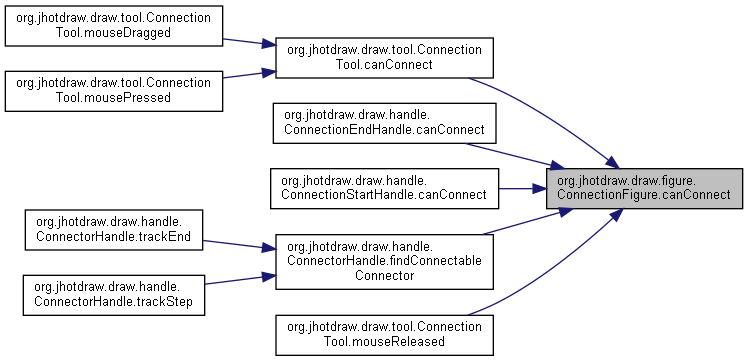 org.jhotdraw.draw.tool.Connection
Tool.mouseDragged
org.jhotdraw.draw.tool.Connection
Tool.mousePressed
org.jhotdraw.draw.tool.Connection
Tool.canConnect
org.jhotdraw.draw.handle.
ConnectionEndHandle.canConnect
org.jhotdraw.draw.handle.
ConnectionStartHandle.canConnect
org.jhotdraw.draw.figure.
ConnectionFigure.canConnect
org.jhotdraw.draw.handle.
ConnectorHandle.trackEnd
org.jhotdraw.draw.handle.
ConnectorHandle.trackStep
org.jhotdraw.draw.handle.
ConnectorHandle.findConnectable
Connector
org.jhotdraw.draw.tool.Connection
Tool.mouseReleased